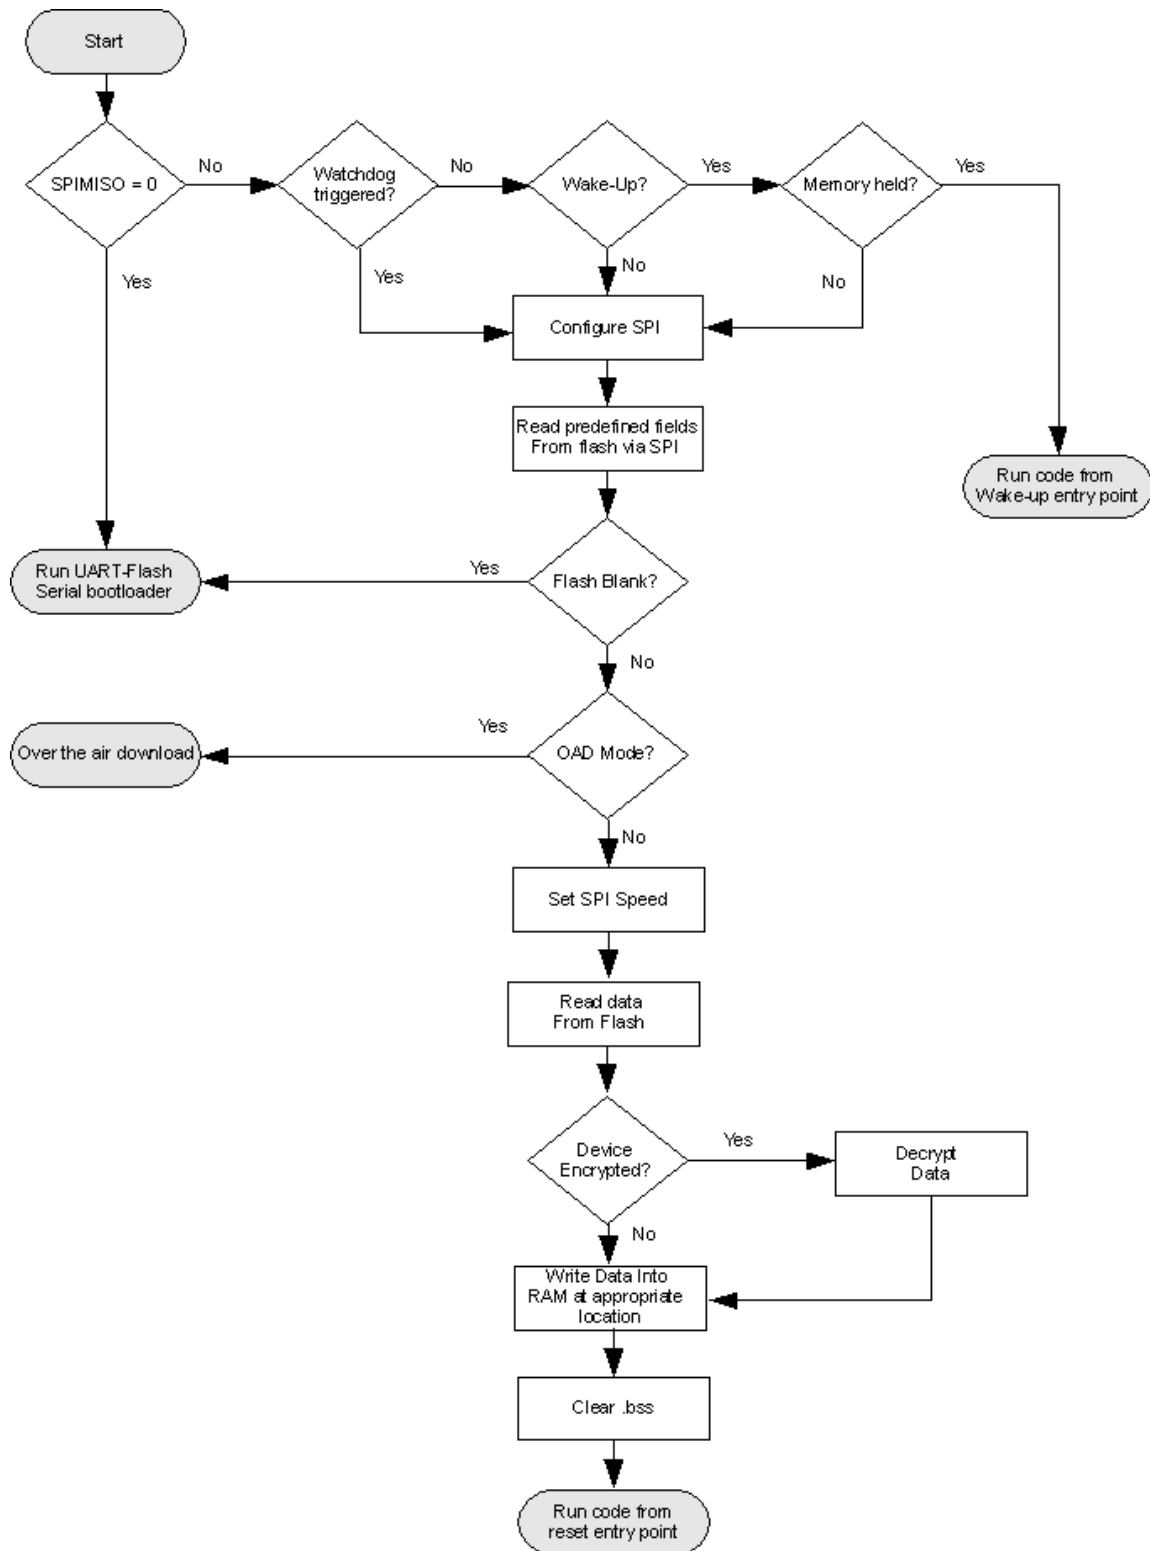 Start
SPIMISO = 0
No
Watchdog
triggered?
No
Wake-Up?
Yes
Memory held?
Yes
Yes
Yes
No
No
Configure SPI
Read predefined fields
From flash via SPI
Run code from
Wake-up entry point
Run UART-Flash
Serial bootloader
Yes
Flash Blank?
No
Over the air download
Yes
OAD Mode?
No
Set SPI Speed
Read data
From Flash
Device
Encrypted?
Yes
Decrypt
Data
No
Write Data Into
RAM at appropriate
location
Clear .bss
Run code from
reset entry point